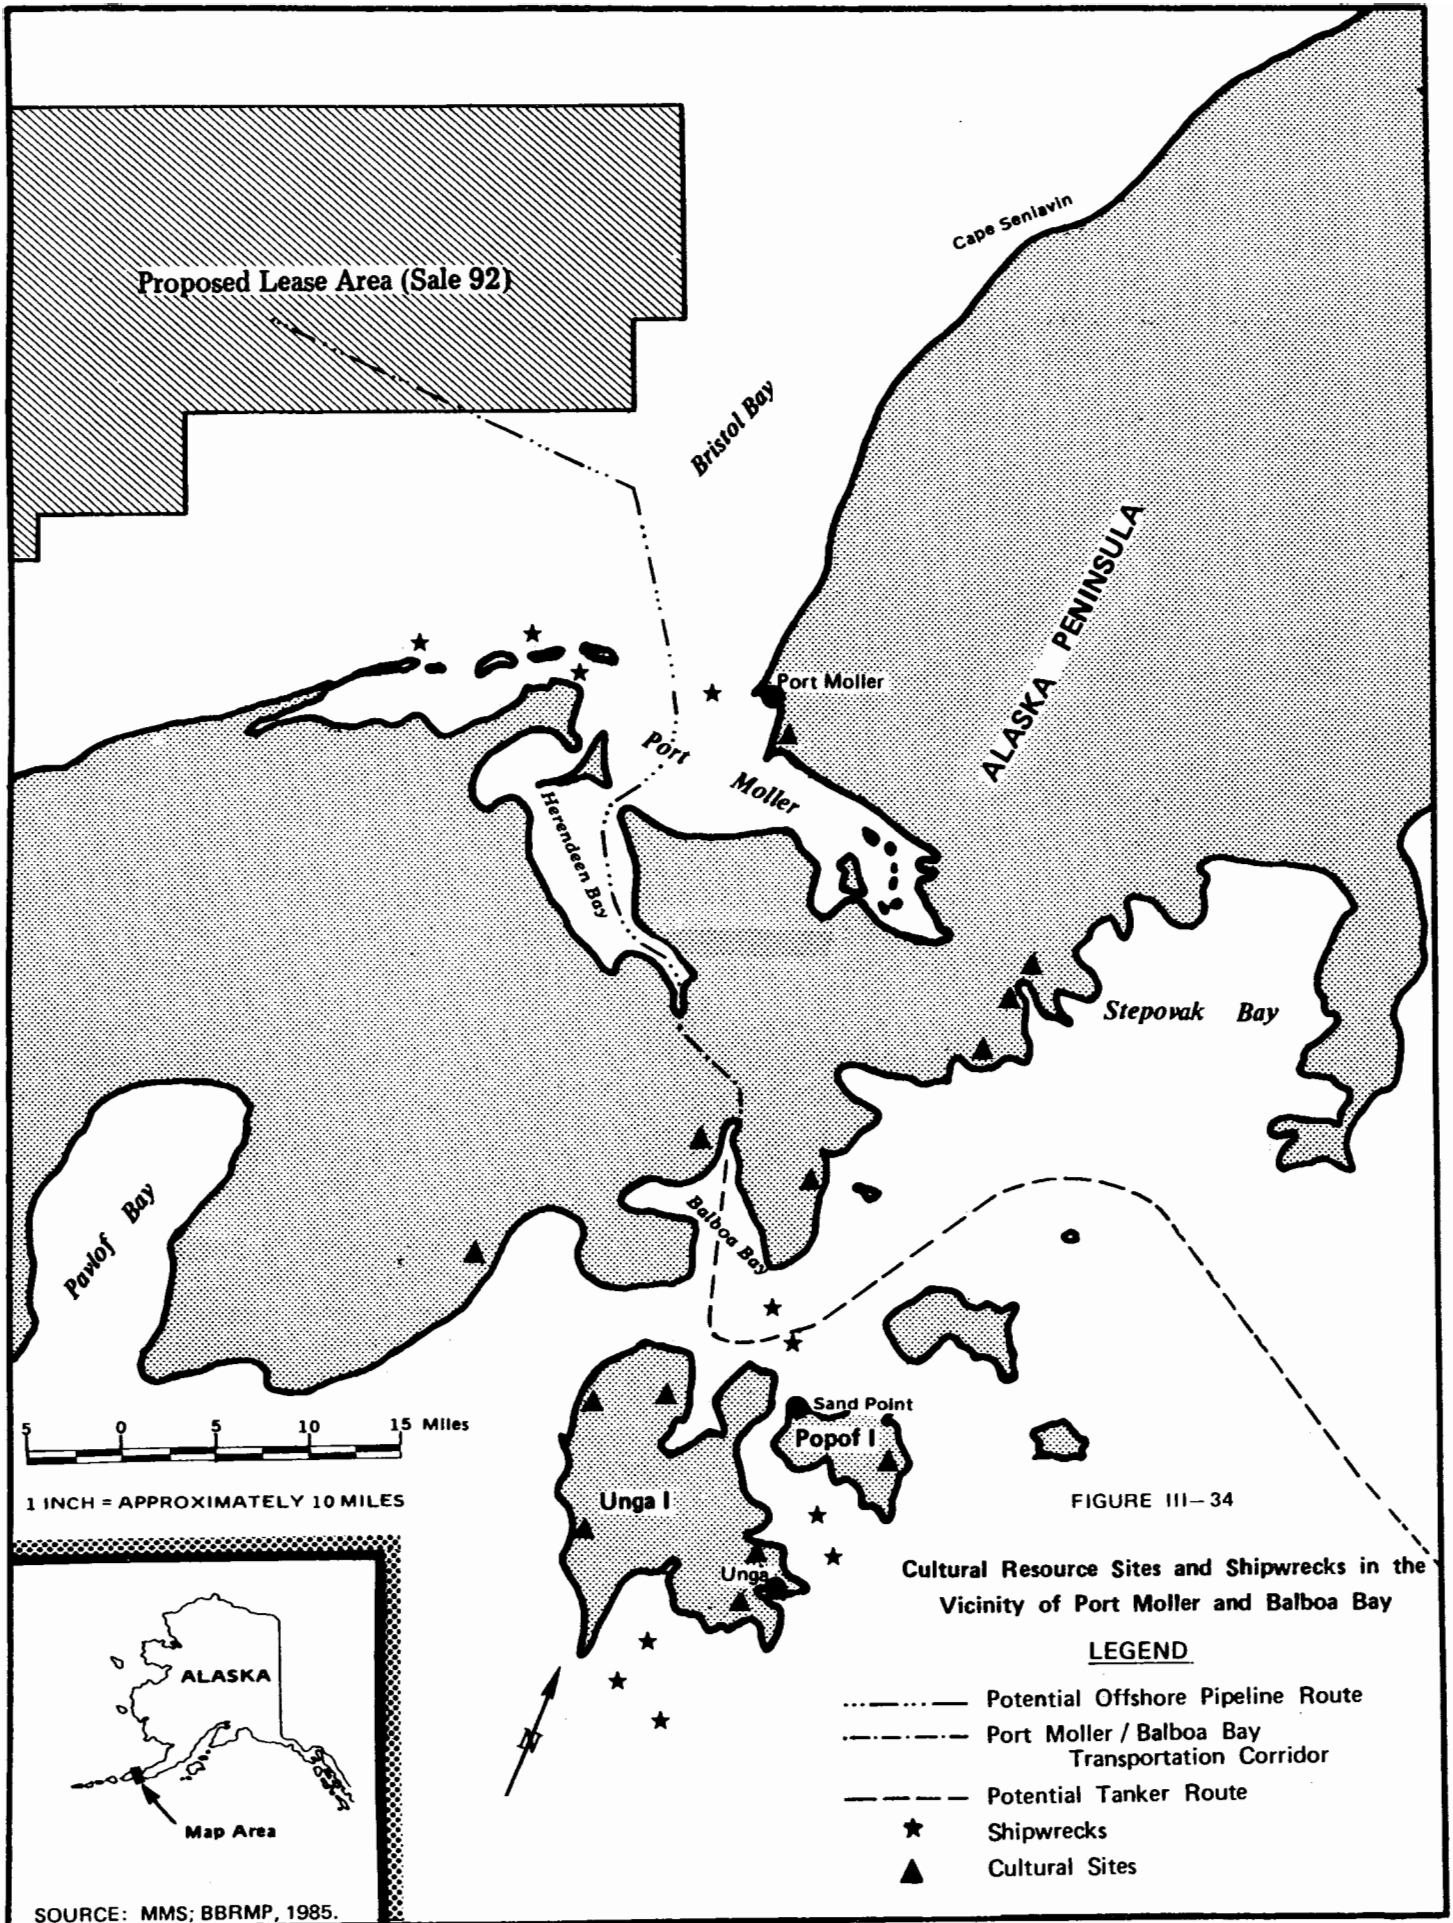 Cape Seniavin
Proposed Lease Area (Sale 92)
Bristol Bay
ALASKA PENINSULA
Port Moller
Port
Moller
Herendeen Bay
Stepovak Bay
Pavlof Bay
Balboa Bay
Sand Point
Popof I
Unga I
Unga
5 0 5 10 15 Miles
1 INCH = APPROXIMATELY 10 MILES
FIGURE III-34
Cultural Resource Sites and Shipwrecks in the
Vicinity of Port Moller and Balboa Bay
LEGEND
Potential Offshore Pipeline Route
Port Moller / Balboa Bay
Transportation Corridor
Potential Tanker Route
Shipwrecks
Cultural Sites
N
ALASKA
Map Area
SOURCE: MMS; BBRMP, 1985.